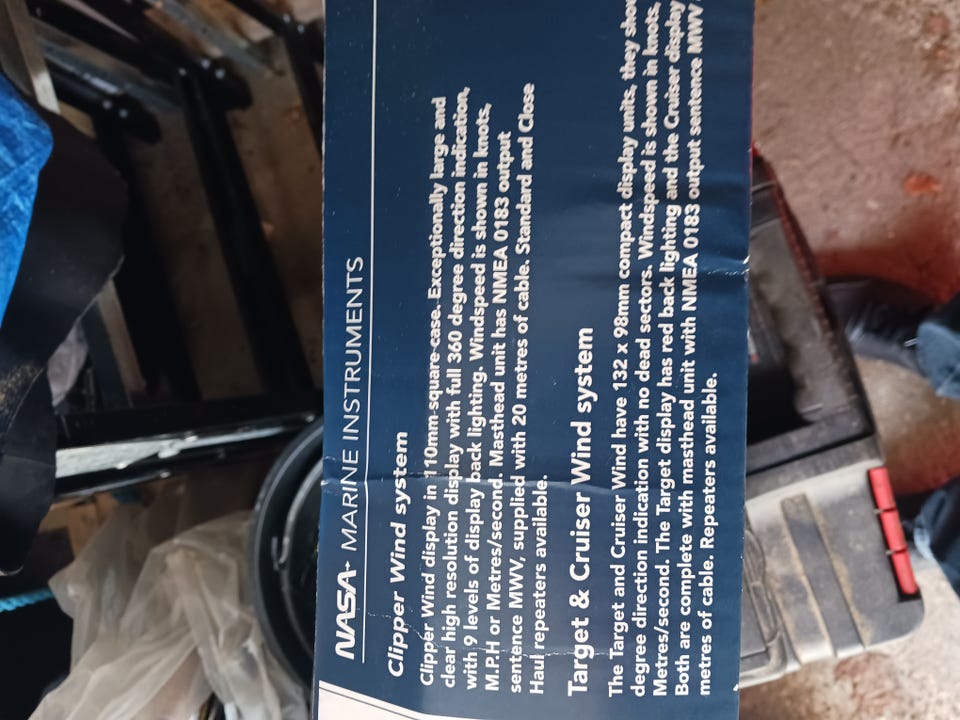 NASA MARINE INSTRUMENTS
Clipper Wind system
Clipper Wind display in 110mm square case. Exceptionally large and
clear high resolution display with full 360 degree direction indication,
with 9 levels of display back lighting. Windspeed is shown in knots,
M.P.H or Metres/second. Masthead unit has NMEA 0183 output
sentence MWV, supplied with 20 metres of cable. Standard and Close
Haul repeaters available.
Target & Cruiser Wind system
The Target and Cruiser Wind have 132 x 98mm compact display units, they
degree direction indication with no dead sectors. Windspeed is shown in knots,
Metres/second. The Target display has red back lighting and the Cruiser display
Both are complete with masthead unit with NMEA 0183 output sentence MWV
metres of cable. Repeaters available.